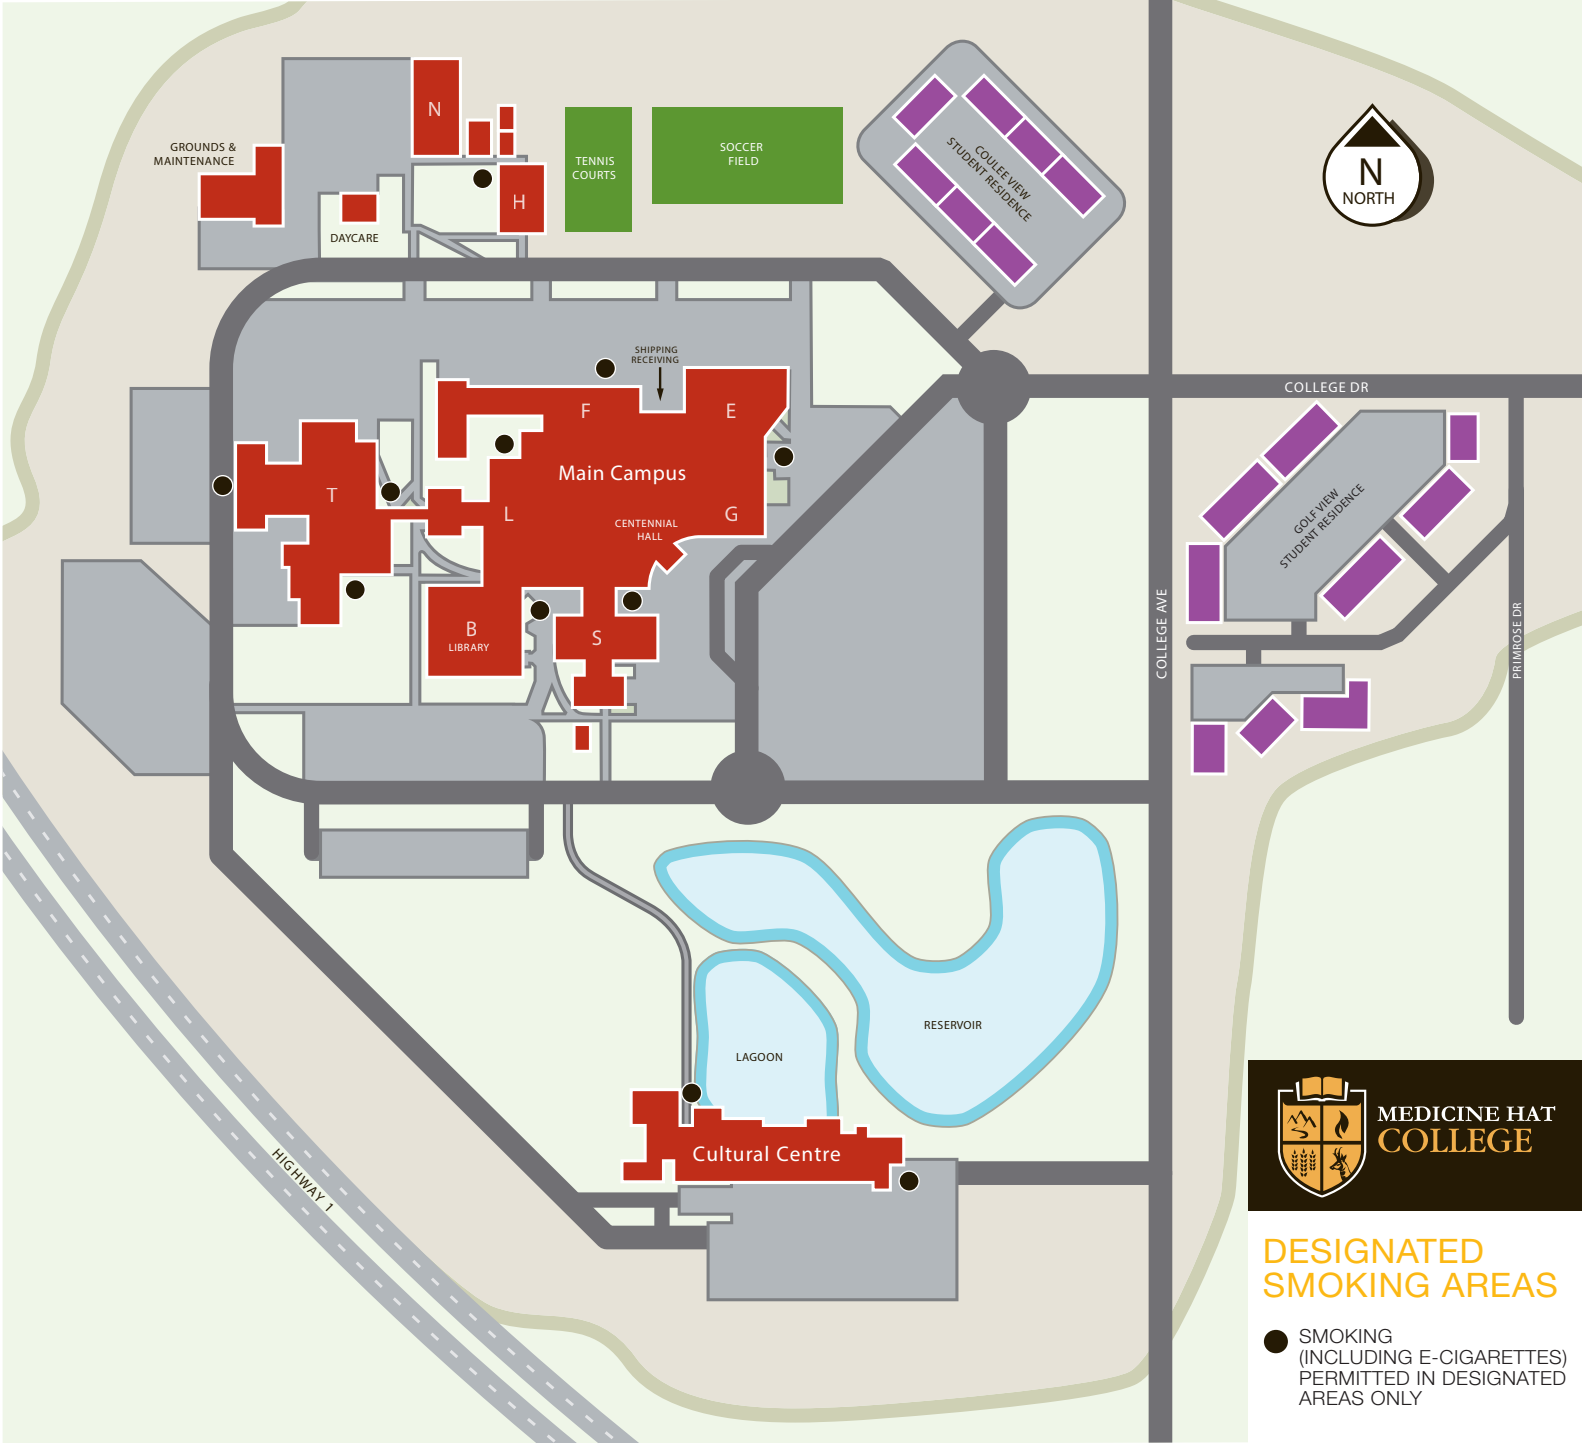 N
GROUNDS &
MAINTENANCE
H
DAYCARE
TENNIS
COURTS
SOCCER
FIELD
COULEE VIEW
STUDENT RESIDENCE
N
NORTH
SHIPPING
RECEIVING
F
E
COLLEGE DR
Main Campus
T
L
G
CENTENNIAL
HALL
GOLF VIEW
STUDENT RESIDENCE
B
LIBRARY
S
COLLEGE AVE
PRIMROSE DR
RESERVOIR
LAGOON
Cultural Centre
HIGHWAY 1
MEDICINE HAT
COLLEGE
DESIGNATED
SMOKING AREAS
SMOKING
(INCLUDING E-CIGARETTES)
PERMITTED IN DESIGNATED
AREAS ONLY